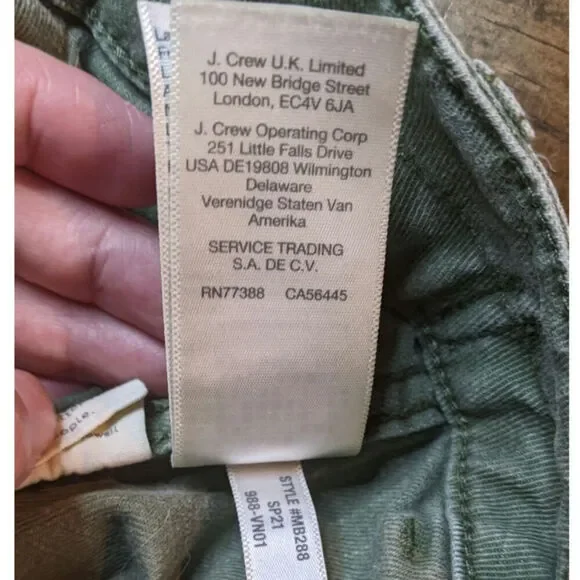 J. Crew U.K. Limited
100 New Bridge Street
London, EC4V 6JA
J. Crew Operating Corp
251 Little Falls Drive
USA DE19808 Wilmington
Delaware
Verenidge Staten Van
Amerika
SERVICE TRADING
S.A. DE C.V.
RN77388 CA56445
STYLE #MB288
SP21
988-VN01